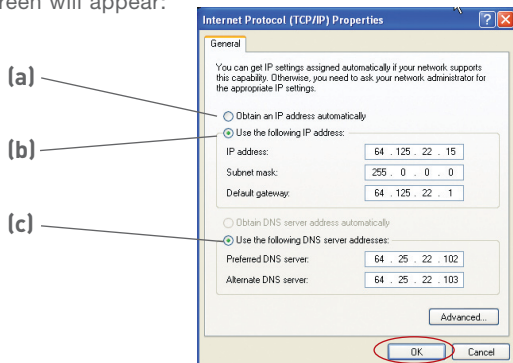 reen will appear:
Internet Protocol (TCP/IP) Properties
General
You can get IP settings assigned automatically if your network supports
this capability. Otherwise, you need to ask your network administrator for
the appropriate IP settings.
(a)
Obtain an IP address automatically
(b)
Use the following IP address:
IP address: 64 . 125 . 22 . 15
Subnet mask: 255 . 0 . 0 . 0
Default gateway: 64 . 125 . 22 . 1
Obtain DNS server address automatically
(c)
Use the following DNS server addresses:
Preferred DNS server: 64 . 25 . 22 . 102
Alternate DNS server: 64 . 25 . 22 . 103
Advanced...
OK Cancel